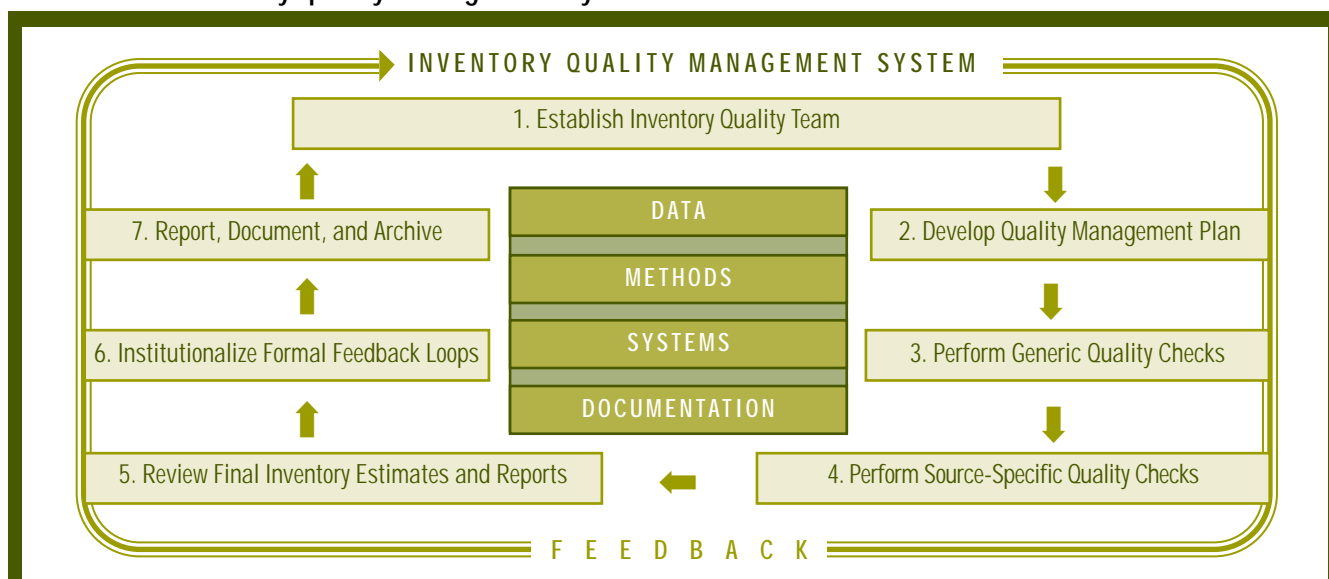 INVENTORY QUALITY MANAGEMENT SYSTEM
1. Establish Inventory Quality Team
7. Report, Document, and Archive
DATA
2. Develop Quality Management Plan
METHODS
6. Institutionalize Formal Feedback Loops
SYSTEMS
3. Perform Generic Quality Checks
DOCUMENTATION
5. Review Final Inventory Estimates and Reports
4. Perform Source-Specific Quality Checks
FEEDBACK